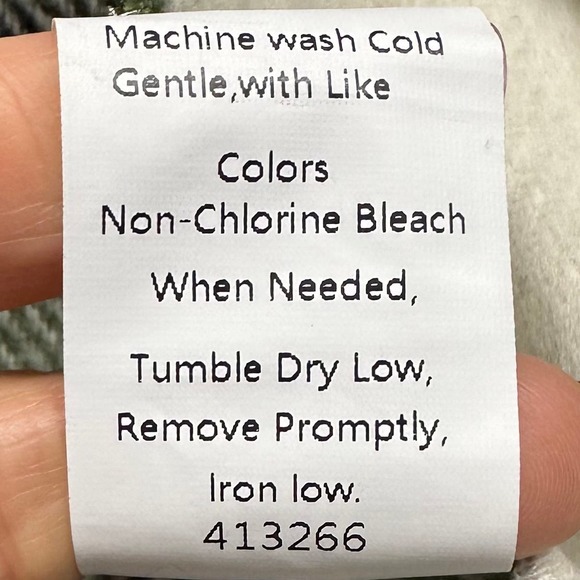 Machine wash Cold
Gentle,with Like
Colors
Non-Chlorine Bleach
When Needed,
Tumble Dry Low,
Remove Promptly,
Iron low.
413266